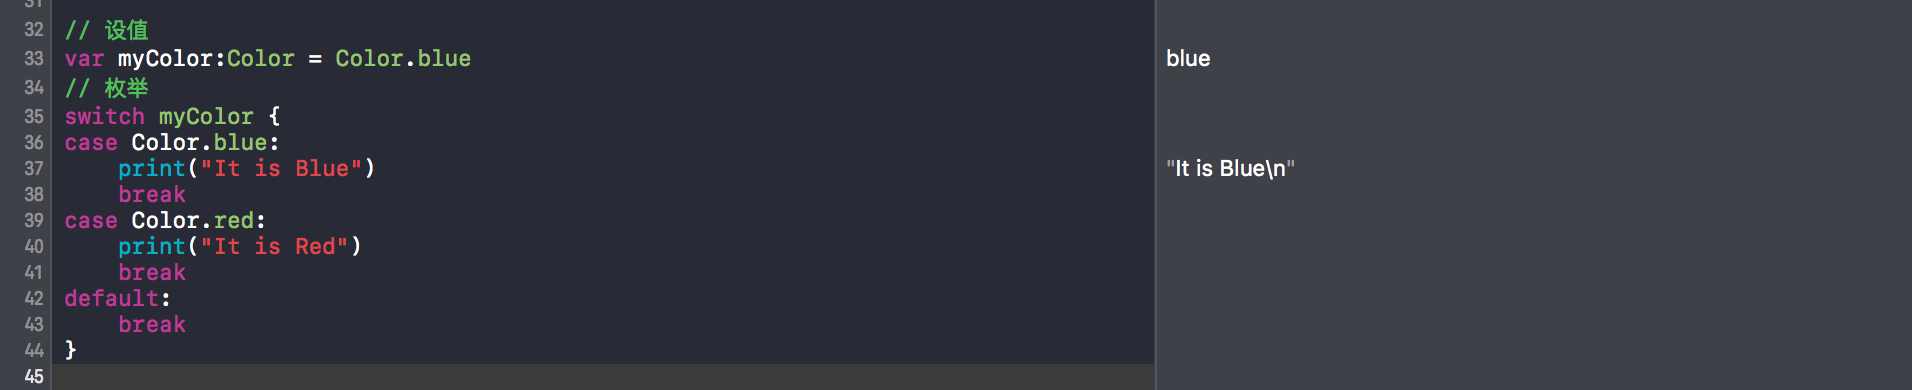 31
32 // 设值
33 var myColor:Color = Color.blue blue
34 // 枚举
35 switch myColor {
36 case Color.blue:
37     print("It is Blue") "It is Blue\n"
38     break
39 case Color.red:
40     print("It is Red")
41     break
42 default:
43     break
44 }
45